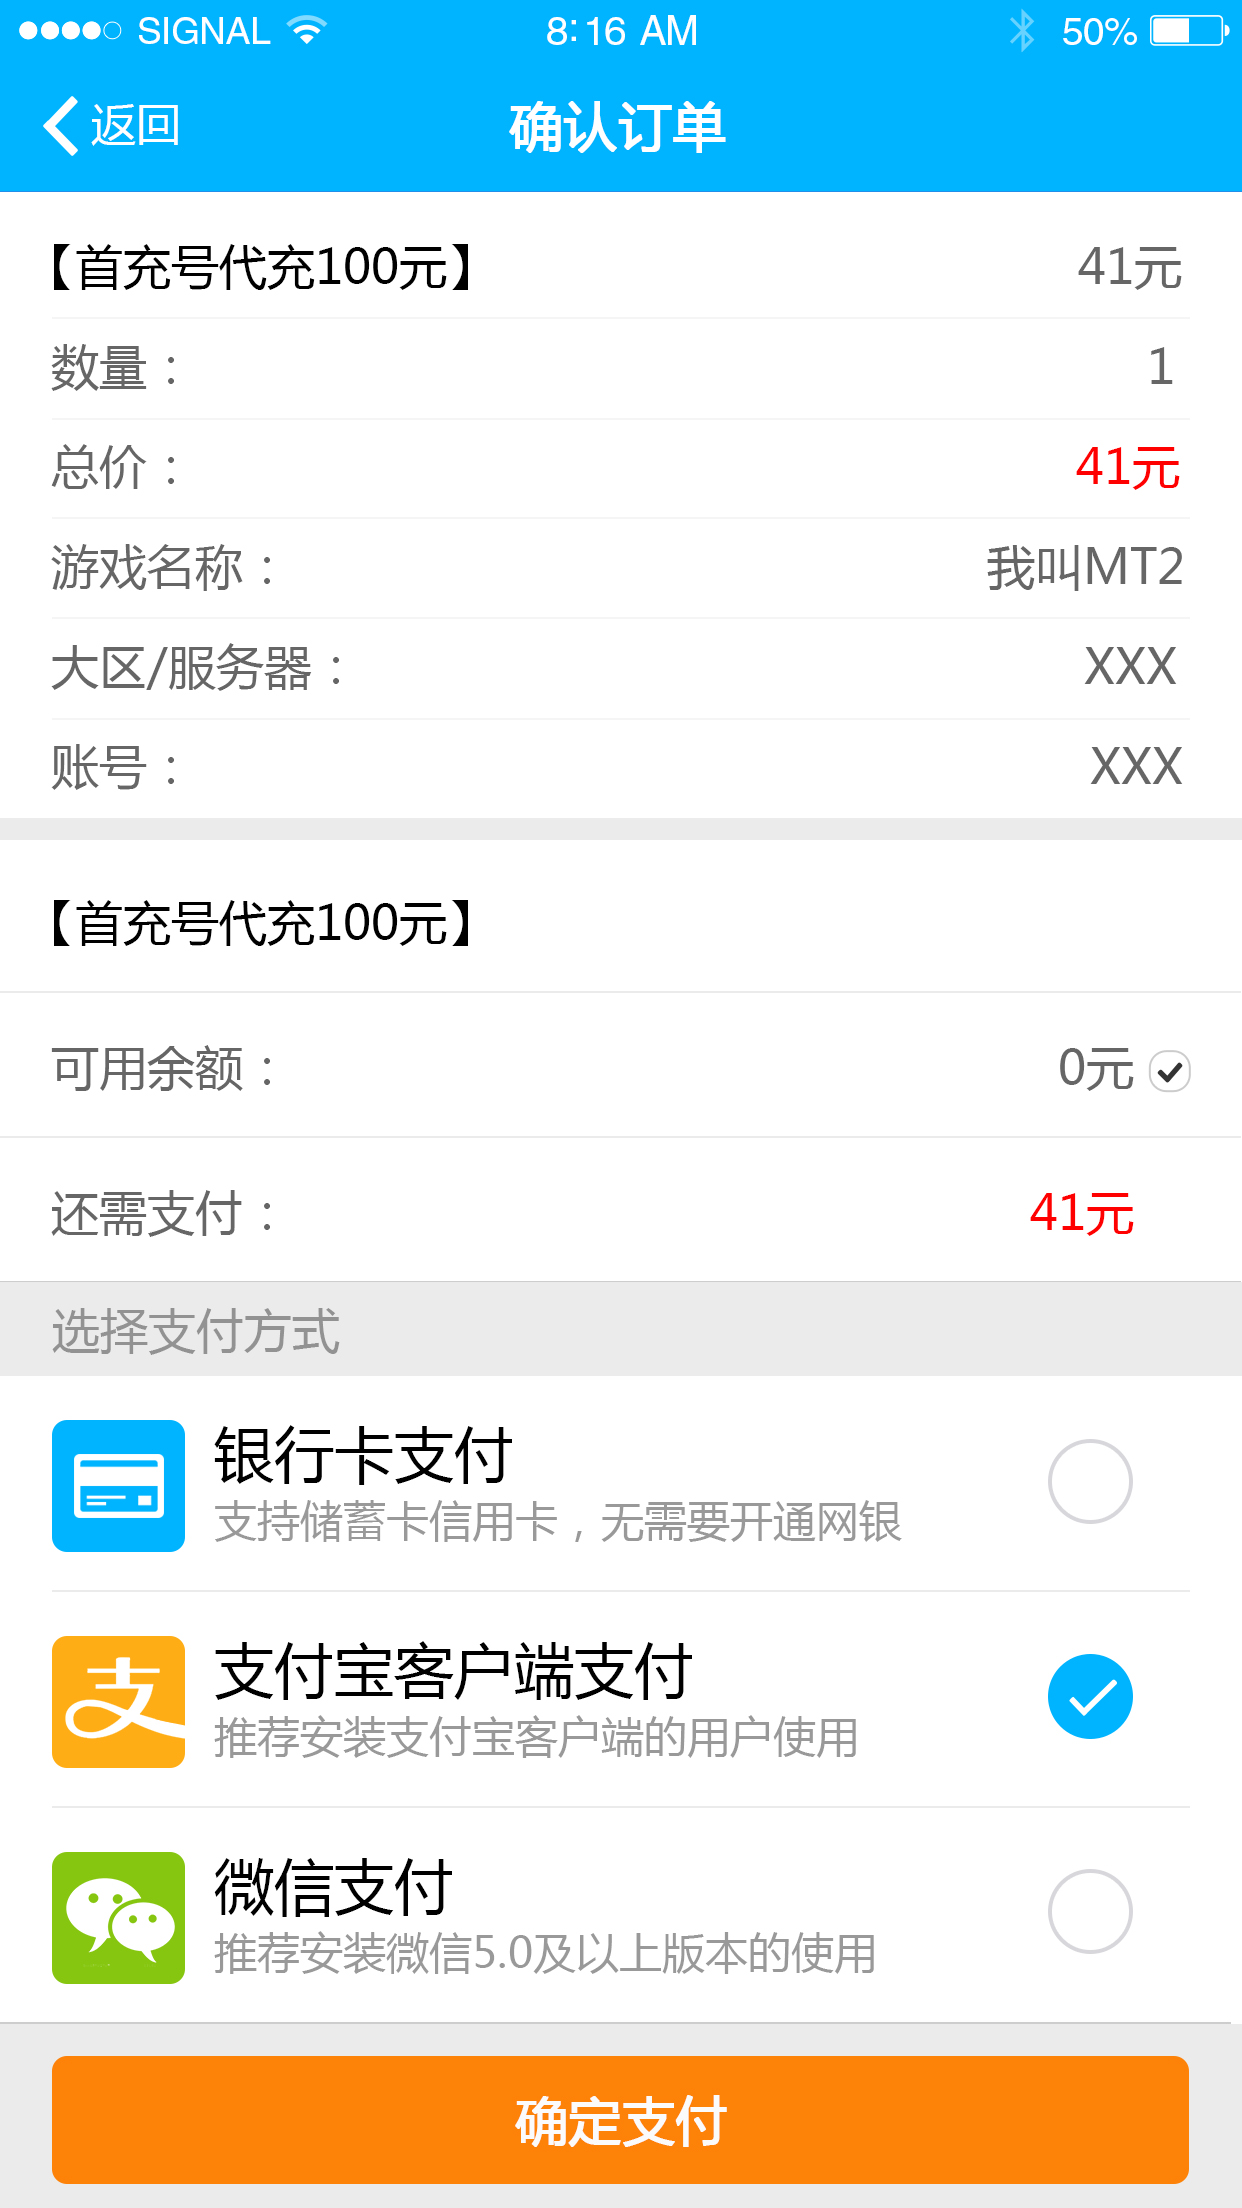 SIGNAL 8:16 AM 50%
返回 确认订单
【首充号代充100元】 41元
数量： 1
总价： 41元
游戏名称： 我叫MT2
大区/服务器： XXX
账号： XXX
【首充号代充100元】
可用余额： 0元
还需支付： 41元
选择支付方式
银行卡支付
支持储蓄卡信用卡，无需要开通网银
支 支付宝客户端支付
推荐安装支付宝客户端的用户使用
微信支付
推荐安装微信5.0及以上版本的使用
确定支付